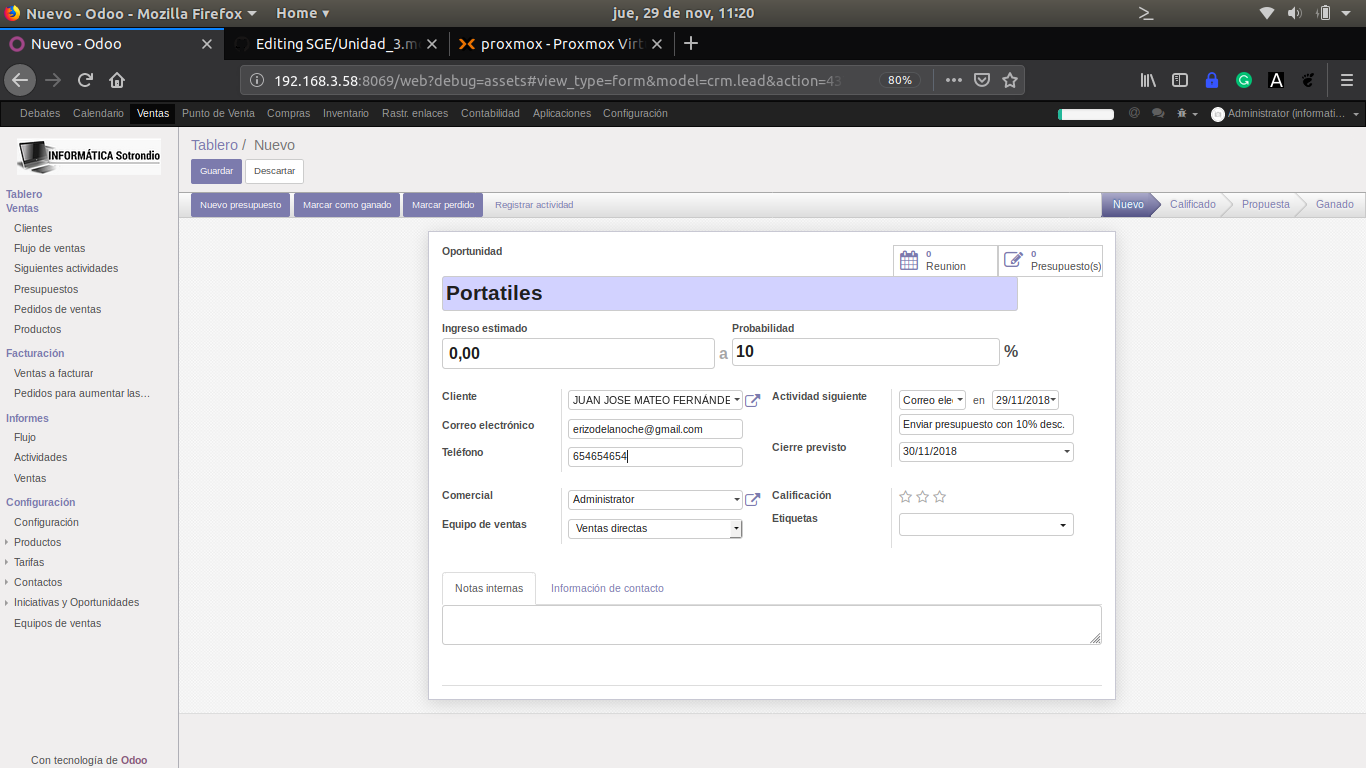 Nuevo - Odoo - Mozilla Firefox
Home
jue, 29 de nov, 11:20
Nuevo - Odoo
Editing SGE/Unidad_3.m
proxmox - Proxmox Virt
192.168.3.58:8069/web?debug=assets#view_type=form&model=crm.lead&action=43
80%
Debates
Calendario
Ventas
Punto de Venta
Compras
Inventario
Rastr. enlaces
Contabilidad
Aplicaciones
Configuración
Administrator (informati...
INFORMÁTICA Sotrondio
Tablero / Nuevo
Guardar
Descartar
Nuevo presupuesto
Marcar como ganado
Marcar perdido
Registrar actividad
Nuevo
Calificado
Propuesta
Ganado
Tablero
Ventas
Clientes
Flujo de ventas
Siguientes actividades
Presupuestos
Pedidos de ventas
Productos
Facturación
Ventas a facturar
Pedidos para aumentar las...
Informes
Flujo
Actividades
Ventas
Configuración
Configuración
Productos
Tarifas
Contactos
Iniciativas y Oportunidades
Equipos de ventas
Con tecnología de Odoo
Oportunidad
0
Reunion
0
Presupuesto(s)
Portatiles
Ingreso estimado
Probabilidad
0,00 a 10 %
Cliente
JUAN JOSE MATEO FERNÁNDE
Correo electrónico
erizodelanoche@gmail.com
Teléfono
654654654
Actividad siguiente
Correo elec en 29/11/2018
Enviar presupuesto con 10% desc.
Cierre previsto
30/11/2018
Comercial
Administrator
Equipo de ventas
Ventas directas
Calificación
Etiquetas
Notas internas
Información de contacto